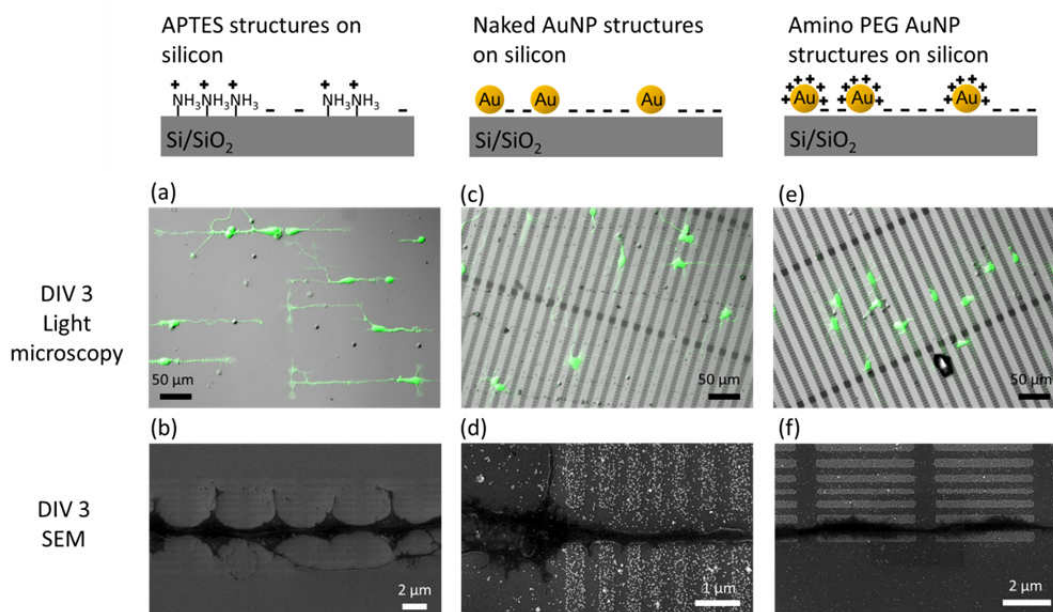 APTES structures on
silicon
+ + +
NH₃NH₃NH₃
+ +
NH₃NH₃
- - -
Si/SiO₂
Naked AuNP structures
on silicon
Au Au Au
- - - - - - - - - -
Si/SiO₂
Amino PEG AuNP
structures on silicon
Au Au Au
Si/SiO₂
DIV 3
Light
microscopy
(a)
50 μm
(c)
50 μm
(e)
50 μm
DIV 3
SEM
(b)
2 μm
(d)
1 μm
(f)
2 μm